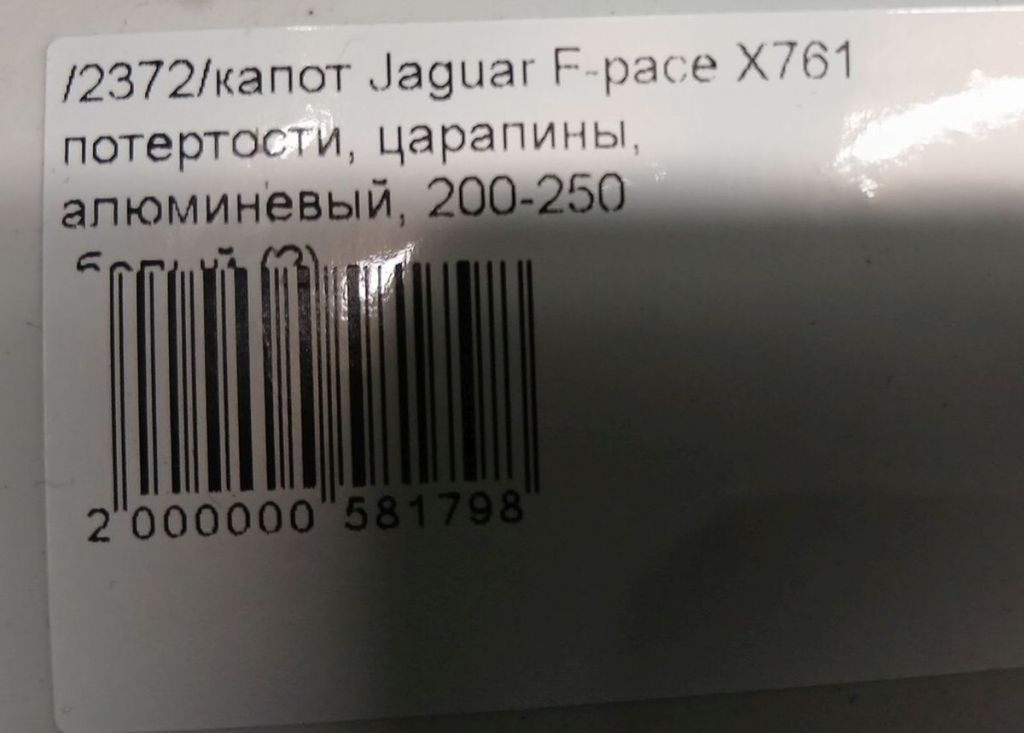 /2372/капот Jaguar F-pace X761
потертости, царапины,
алюминевый, 200-250
2 000000 581798